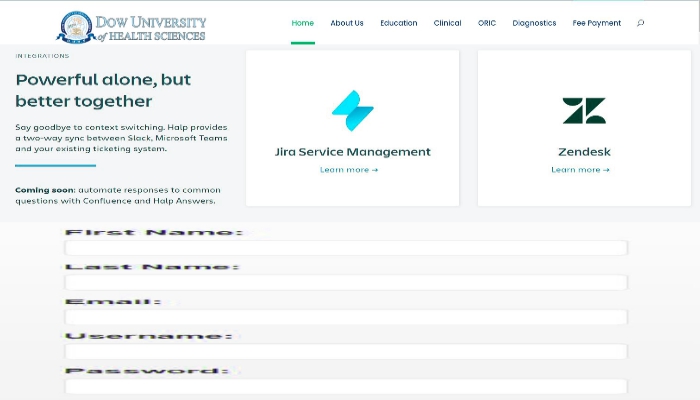 DOW UNIVERSITY
of HEALTH SCIENCES
Home About Us Education Clinical ORIC Diagnostics Fee Payment
INTEGRATIONS
Powerful alone, but
better together
Say goodbye to context switching. Halp provides
a two-way sync between Slack, Microsoft Teams
and your existing ticketing system.
Coming soon: automate responses to common
questions with Confluence and Halp Answers.
Jira Service Management
Learn more →
Zendesk
Learn more →
First Name:
Last Name:
Email:
Username:
Password: